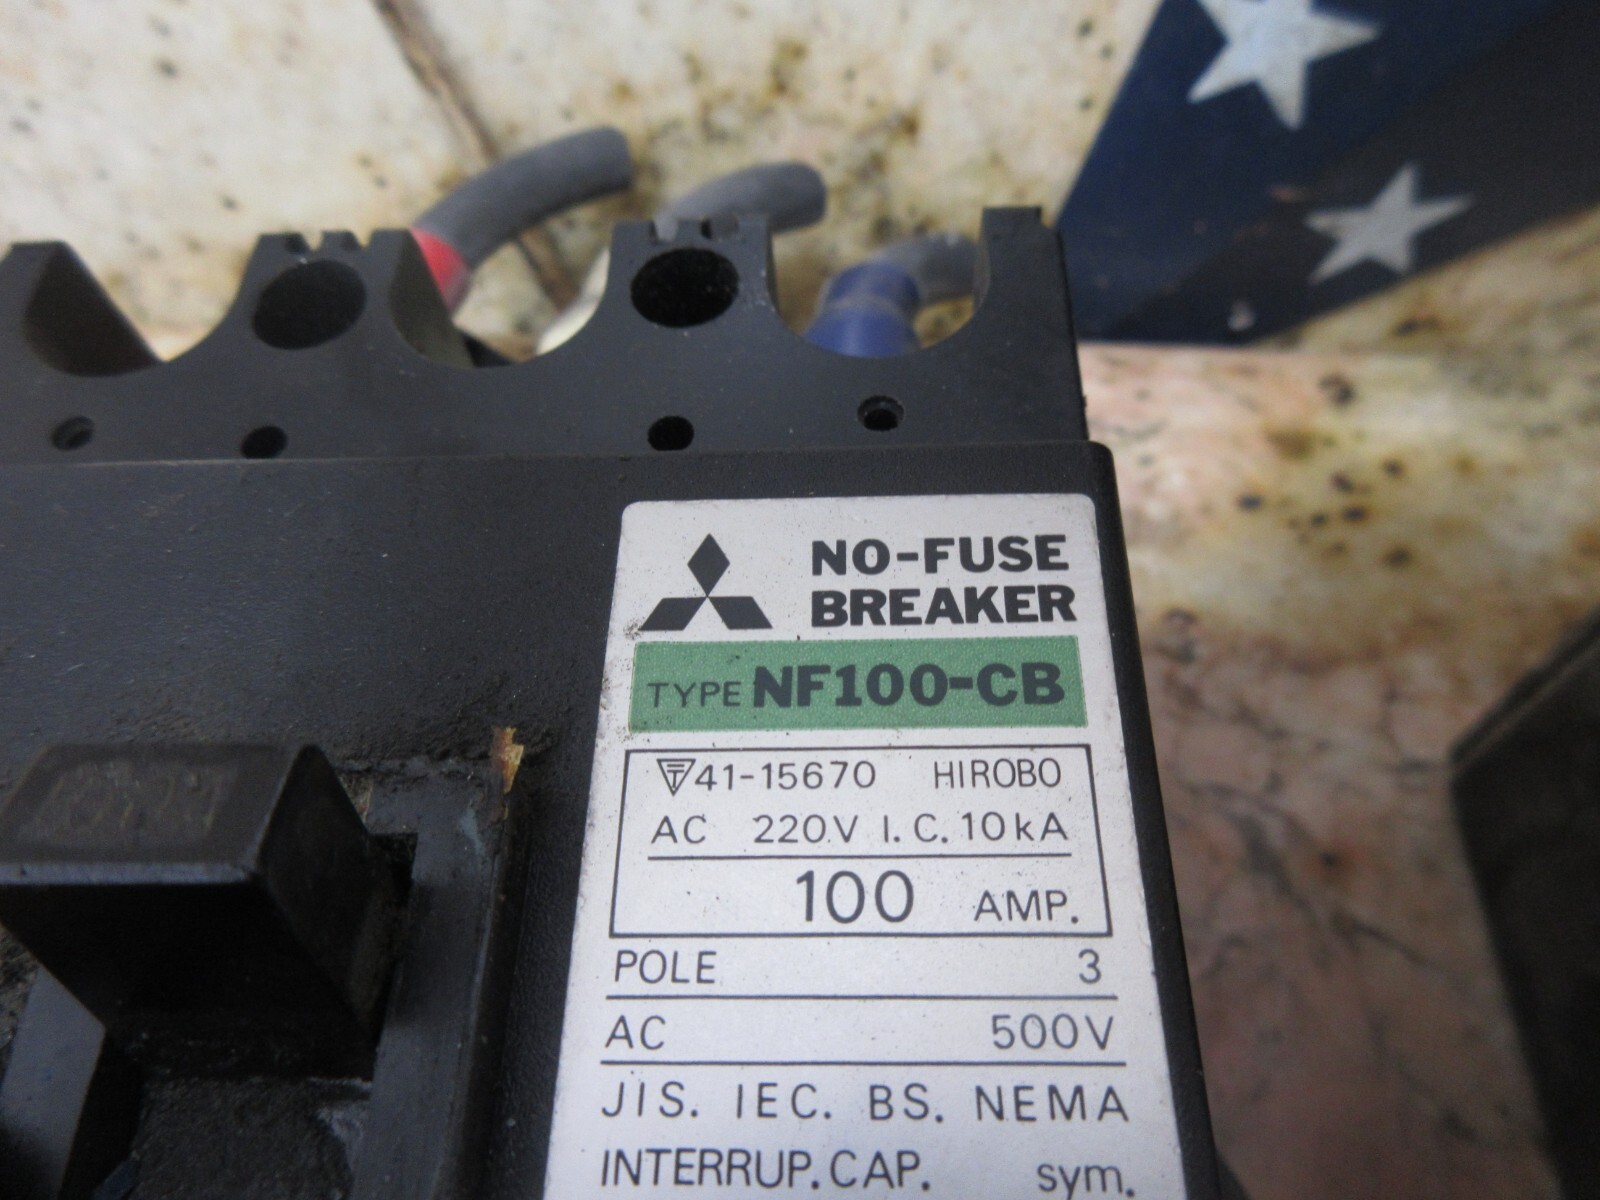 NO-FUSE
BREAKER
TYPE NF100-CB
41-15670 HIROBO
AC 220V I.C. 10kA
100 AMP.
POLE 3
AC 500V
JIS. IEC. BS. NEMA
INTERRUP.CAP. sym.